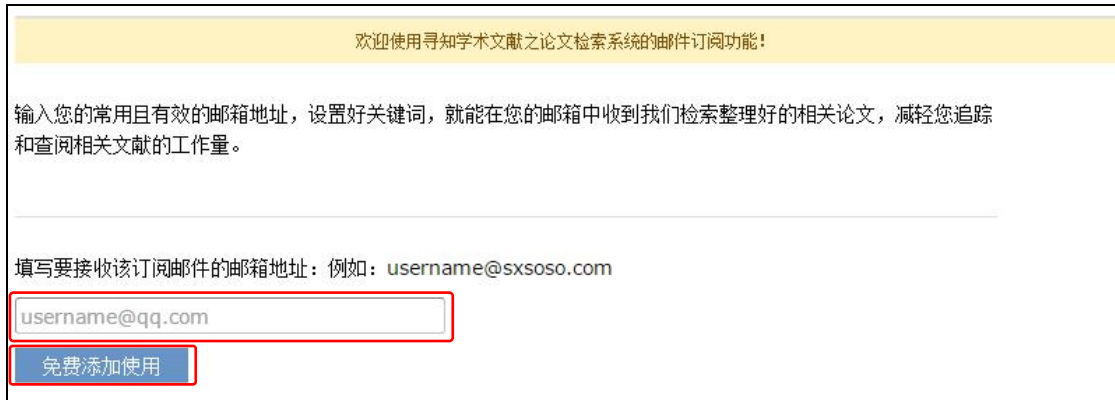 欢迎使用寻知学术文献之论文检索系统的邮件订阅功能！
输入您的常用且有效的邮箱地址，设置好关键词，就能在您的邮箱中收到我们检索整理好的相关论文，减轻您追踪
和查阅相关文献的工作量。
填写要接收该订阅邮件的邮箱地址：例如：username@sxsoso.com
username@qq.com
免费添加使用